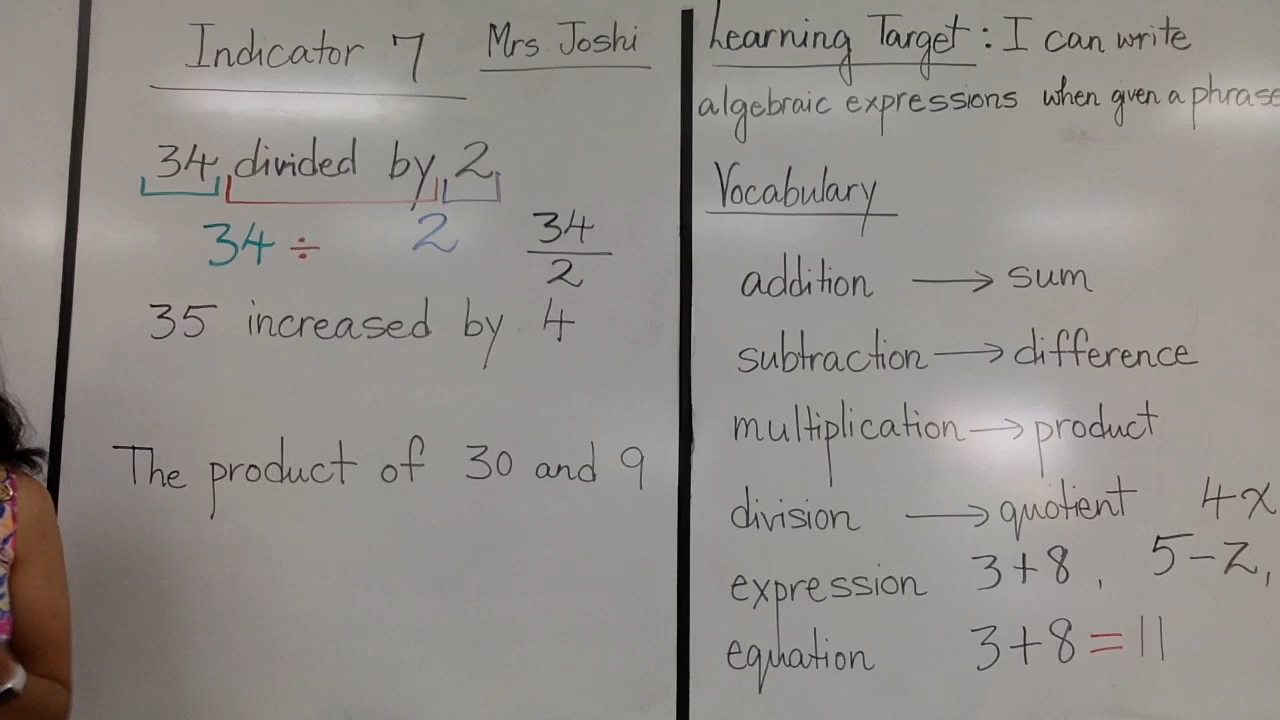 Indicator 7 Mrs. Joshi
34 divided by 2
34 ÷ 2
34
2
35 increased by 4
The product of 30 and 9
Learning Target: I can write
algebraic expressions when given a phrase
Vocabulary
addition → sum
subtraction → difference
multiplication → product
division → quotient 4x
expression 3+8, 5-z,
equation 3+8=11